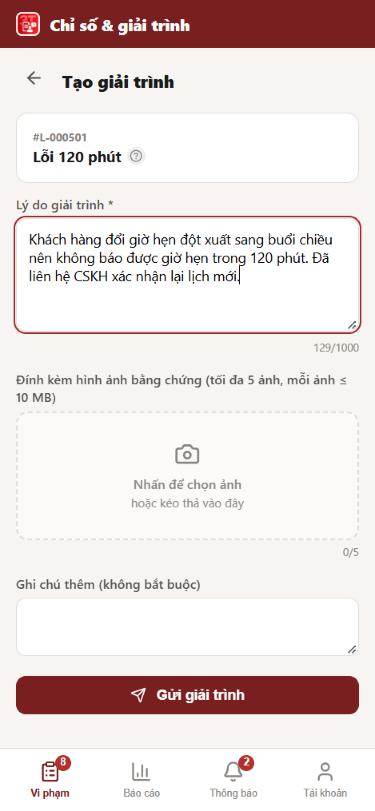 Chỉ số & giải trình
Tạo giải trình
#L-000501
Lỗi 120 phút
Lý do giải trình *
Khách hàng đổi giờ hẹn đột xuất sang buổi chiều
nên không báo được giờ hẹn trong 120 phút. Đã
liên hệ CSKH xác nhận lại lịch mới.
129/1000
Đính kèm hình ảnh bằng chứng (tối đa 5 ảnh, mỗi ảnh ≤
10 MB)
Nhấn để chọn ảnh
hoặc kéo thả vào đây
0/5
Ghi chú thêm (không bắt buộc)
Gửi giải trình
8
2
Vi phạm
Báo cáo
Thông báo
Tài khoản